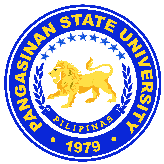 PANGASINAN STATE UNIVERSITY
PILIPINAS
1979